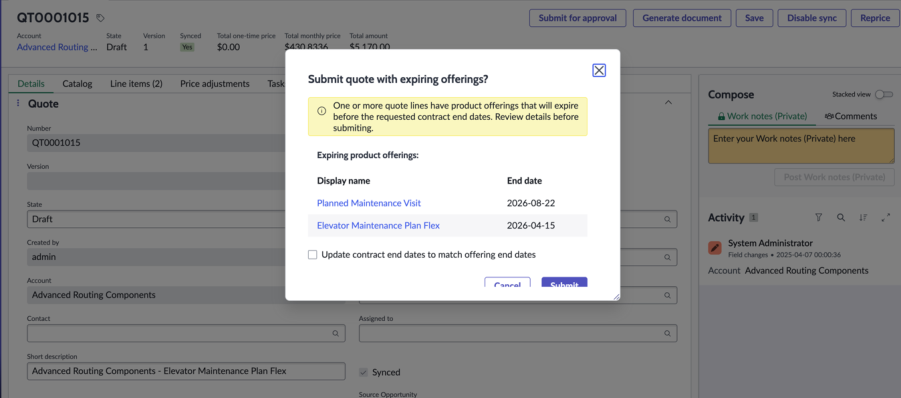 QT0001015
Submit for approval
Generate document
Save
Disable sync
Reprice
Account
State
Version
Synced
Total one-time price
Total monthly price
Total amount
Advanced Routing ...
Draft
1
Yes
$0.00
$430.8336
$5,170.00
Details
Catalog
Line items (2)
Price adjustments
Task
Quote
Number
QT0001015
Version
State
Draft
Created by
admin
Account
Advanced Routing Components
Contact
Assigned to
Short description
Advanced Routing Components - Elevator Maintenance Plan Flex
Synced
Source Opportunity
Submit quote with expiring offerings?
One or more quote lines have product offerings that will expire
before the requested contract end dates. Review details before
submiting.
Expiring product offerings:
Display name
End date
Planned Maintenance Visit
2026-08-22
Elevator Maintenance Plan Flex
2026-04-15
Update contract end dates to match offering end dates
Cancel
Submit
Compose
Stacked view
Work notes (Private)
Comments
Enter your Work notes (Private) here
Post Work notes (Private)
Activity 1
System Administrator
Field changes • 2025-04-07 00:00:36
Account Advanced Routing Components